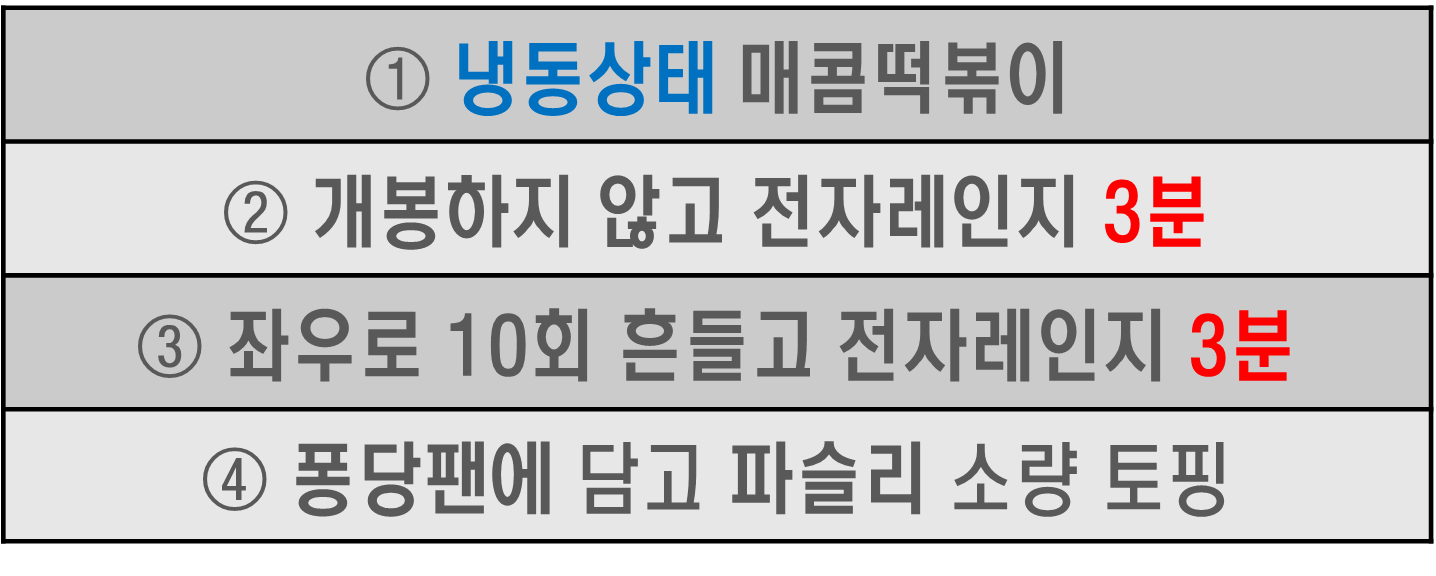 ① 냉동상태 매콤떡볶이
② 개봉하지 않고 전자레인지 3분
③ 좌우로 10회 흔들고 전자레인지 3분
④ 퐁당팬에 담고 파슬리 소량 토핑